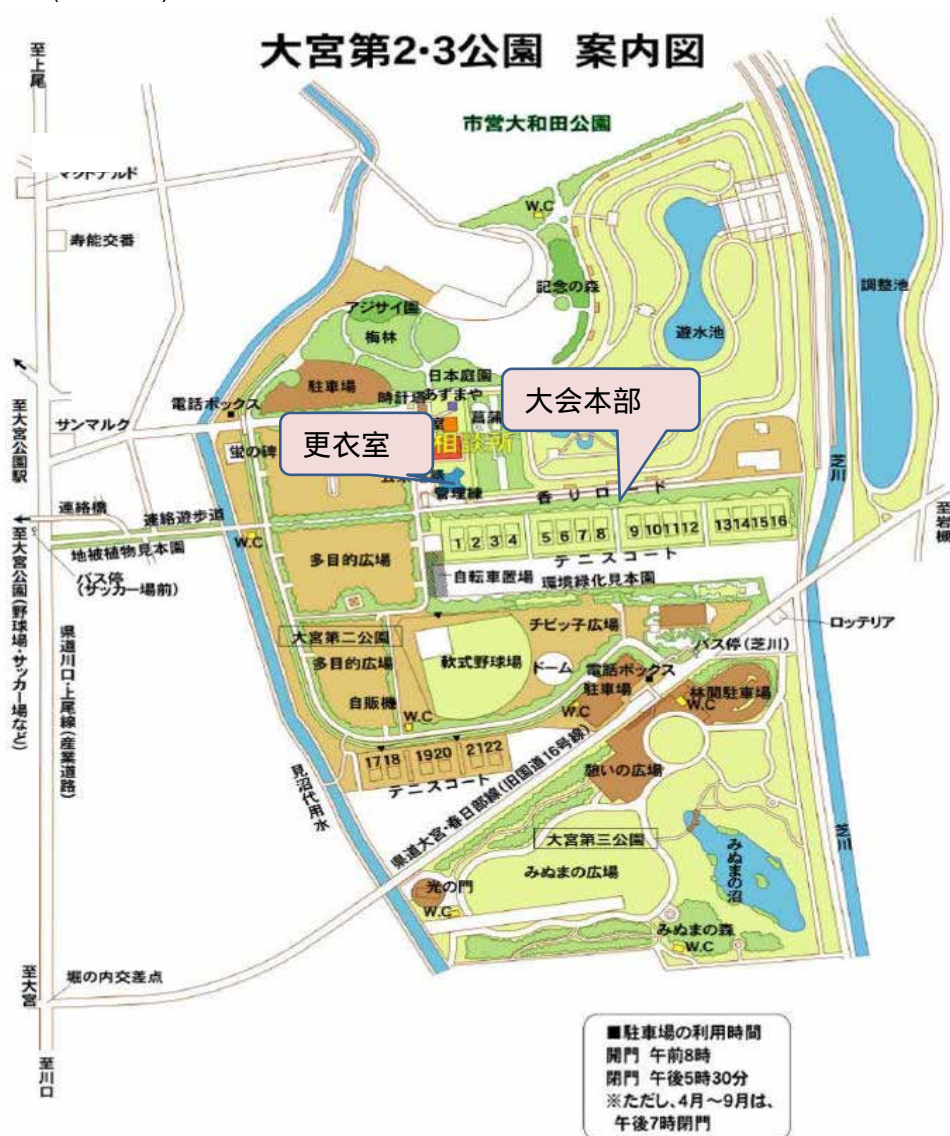 大宮第2・3公園 案内図
至上尾
市営大和田公園
マクドナルド
W.C
寿能交番
記念の森
調整池
アジサイ園
遊水池
梅林
日本庭園
駐車場
時計塔
あずまや
電話ボックス
大会本部
サンマルク
菖蒲
室
更衣室
相談所
蛍の碑
至大宮公園駅
管理棟
香りロード
芝川
至岩槻
連絡橋
連絡遊歩道
1 2 3 4
5 6 7 8
9 10 11 12
13 14 15 16
地被植物見本園
W.C
テニスコート
多目的広場
バス停
(サッカー場前)
自転車置場
環境緑化見本園
至大宮公園(野球場・サッカー場など)
県道川口・上尾線(産業道路)
チビッ子広場
ロッテリア
大宮第二公園
バス停(芝川)
多目的広場
軟式野球場
ドーム
電話ボックス
駐車場
林間駐車場
自販機
W.C
W.C
W.C
17 18
19 20
21 22
テニスコート
憩いの広場
見沼代用水
県道大宮・春日部線(旧国道16号線)
大宮第三公園
みぬまの広場
みぬまの沼
芝川
光の門
W.C
みぬまの森
W.C
至大宮
堀の内交差点
至川口
■駐車場の利用時間
開門 午前8時
閉門 午後5時30分
※ただし、4月~9月は、
午後7時閉門